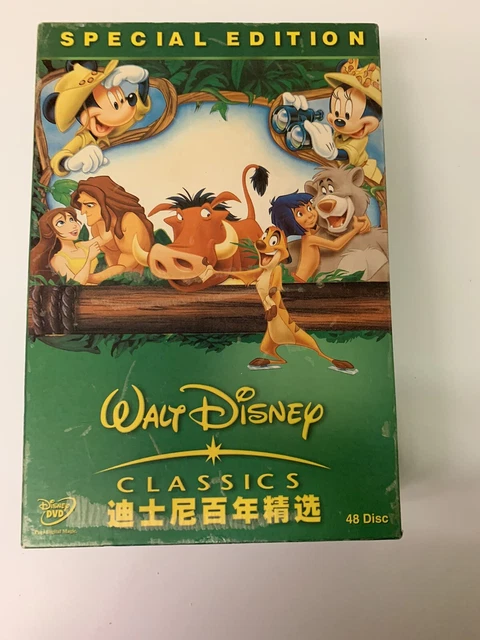 SPECIAL EDITION
WALT DISNEY
CLASSICS
迪士尼百年精选
DISNEY
DVD
48 Disc